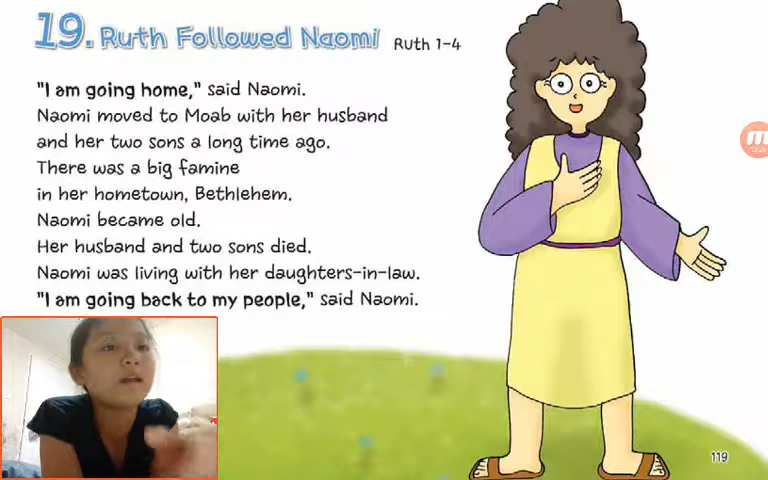 19. Ruth Followed Naomi Ruth 1-4
"I am going home," said Naomi.
Naomi moved to Moab with her husband
and her two sons a long time ago.
There was a big famine
in her hometown, Bethlehem.
Naomi became old.
Her husband and two sons died.
Naomi was living with her daughters-in-law.
"I am going back to my people," said Naomi.
119